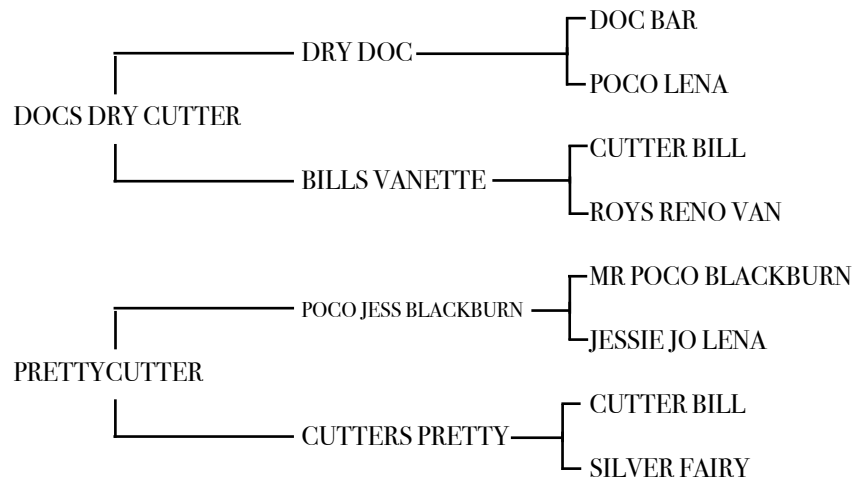 DOC BAR
DRY DOC
POCO LENA
DOCS DRY CUTTER
CUTTER BILL
BILLS VANETTE
ROYS RENO VAN
MR POCO BLACKBURN
POCO JESS BLACKBURN
JESSIE JO LENA
PRETTYCUTTER
CUTTER BILL
CUTTERS PRETTY
SILVER FAIRY